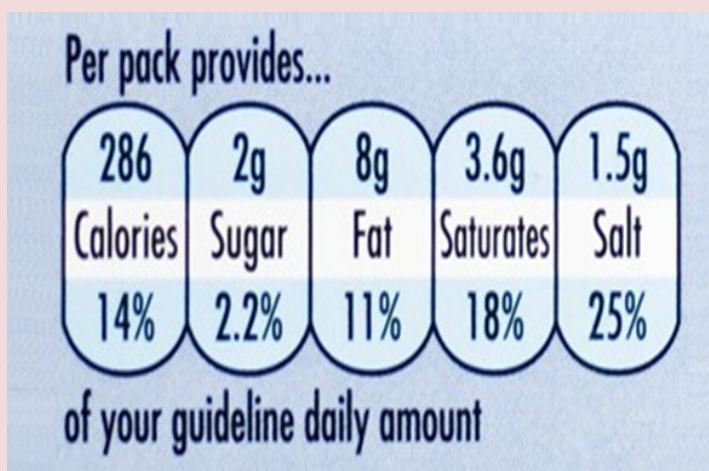 Per pack provides...
286 2g 8g 3.6g 1.5g
Calories Sugar Fat Saturates Salt
14% 2.2% 11% 18% 25%
of your guideline daily amount